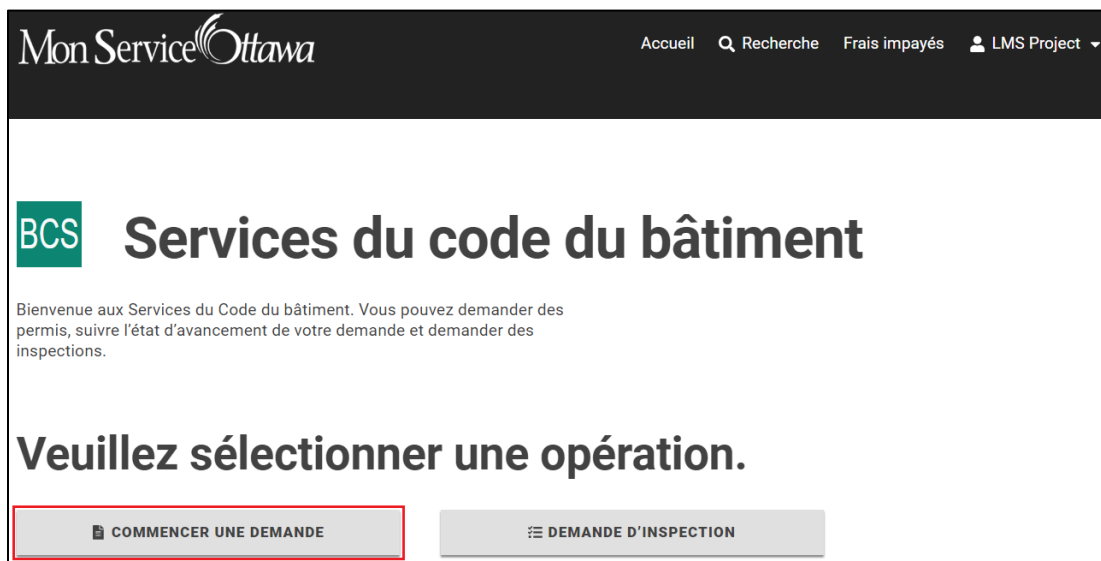 Mon Service Ottawa
Accueil Recherche Frais impayés LMS Project
BCS Services du code du bâtiment
Bienvenue aux Services du Code du bâtiment. Vous pouvez demander des
permis, suivre l'état d'avancement de votre demande et demander des
inspections.
Veuillez sélectionner une opération.
COMMENCER UNE DEMANDE
DEMANDE D'INSPECTION